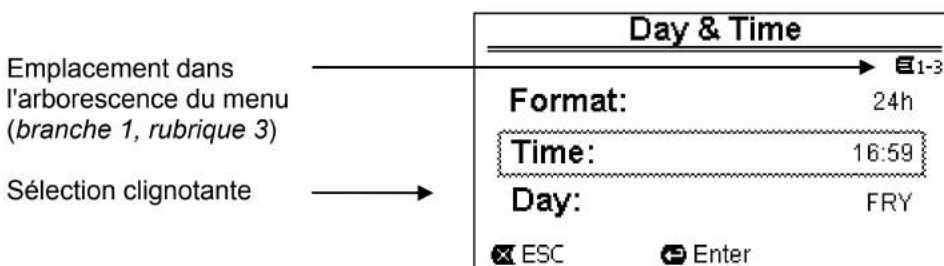 Day & Time
Emplacement dans
l'arborescence du menu
(branche 1, rubrique 3)
1-3
Format: 24h
Time: 16:59
Sélection clignotante
Day: FRY
ESC Enter